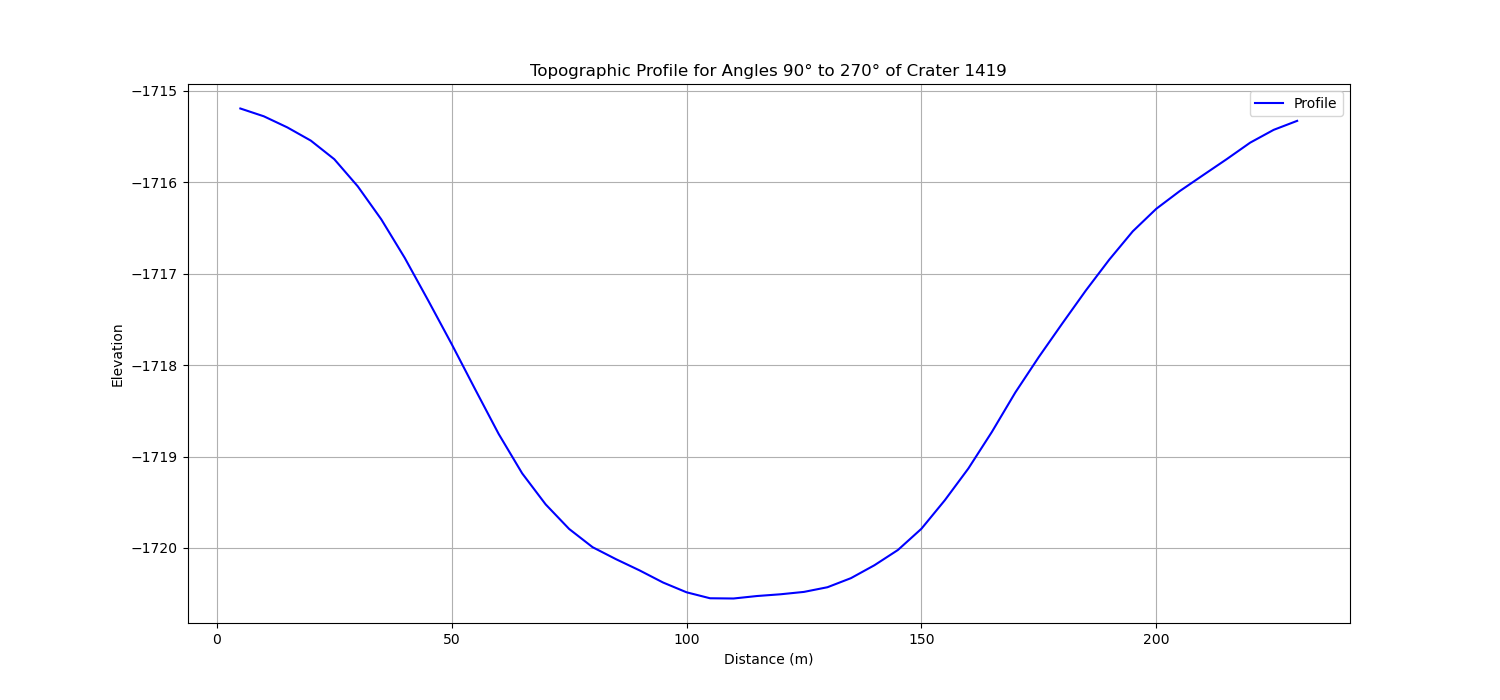 Topographic Profile for Angles 90° to 270° of Crater 1419
Profile
−1715
−1716
−1717
−1718
−1719
−1720
Elevation
0 50 100 150 200
Distance (m)